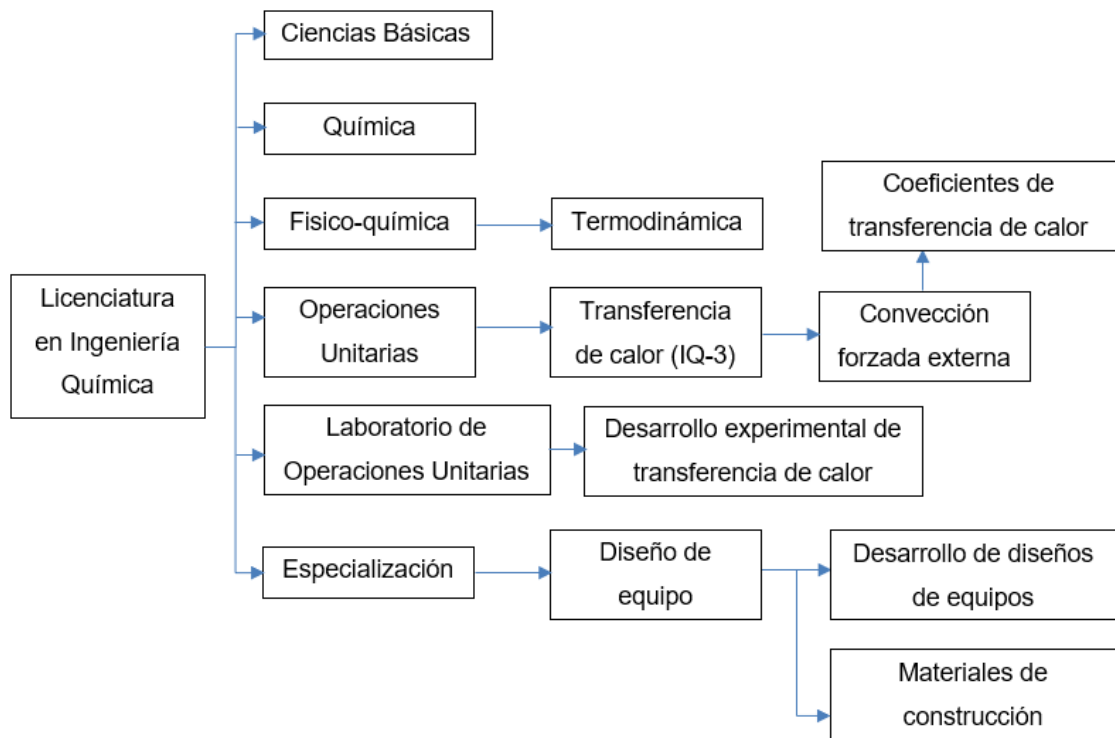 Ciencias Básicas
Química
Coeficientes de
transferencia de calor
Fisico-química
Termodinámica
Licenciatura
en Ingeniería
Química
Operaciones
Unitarias
Transferencia
de calor (IQ-3)
Convección
forzada externa
Laboratorio de
Operaciones Unitarias
Desarrollo experimental de
transferencia de calor
Especialización
Diseño de
equipo
Desarrollo de diseños
de equipos
Materiales de
construcción